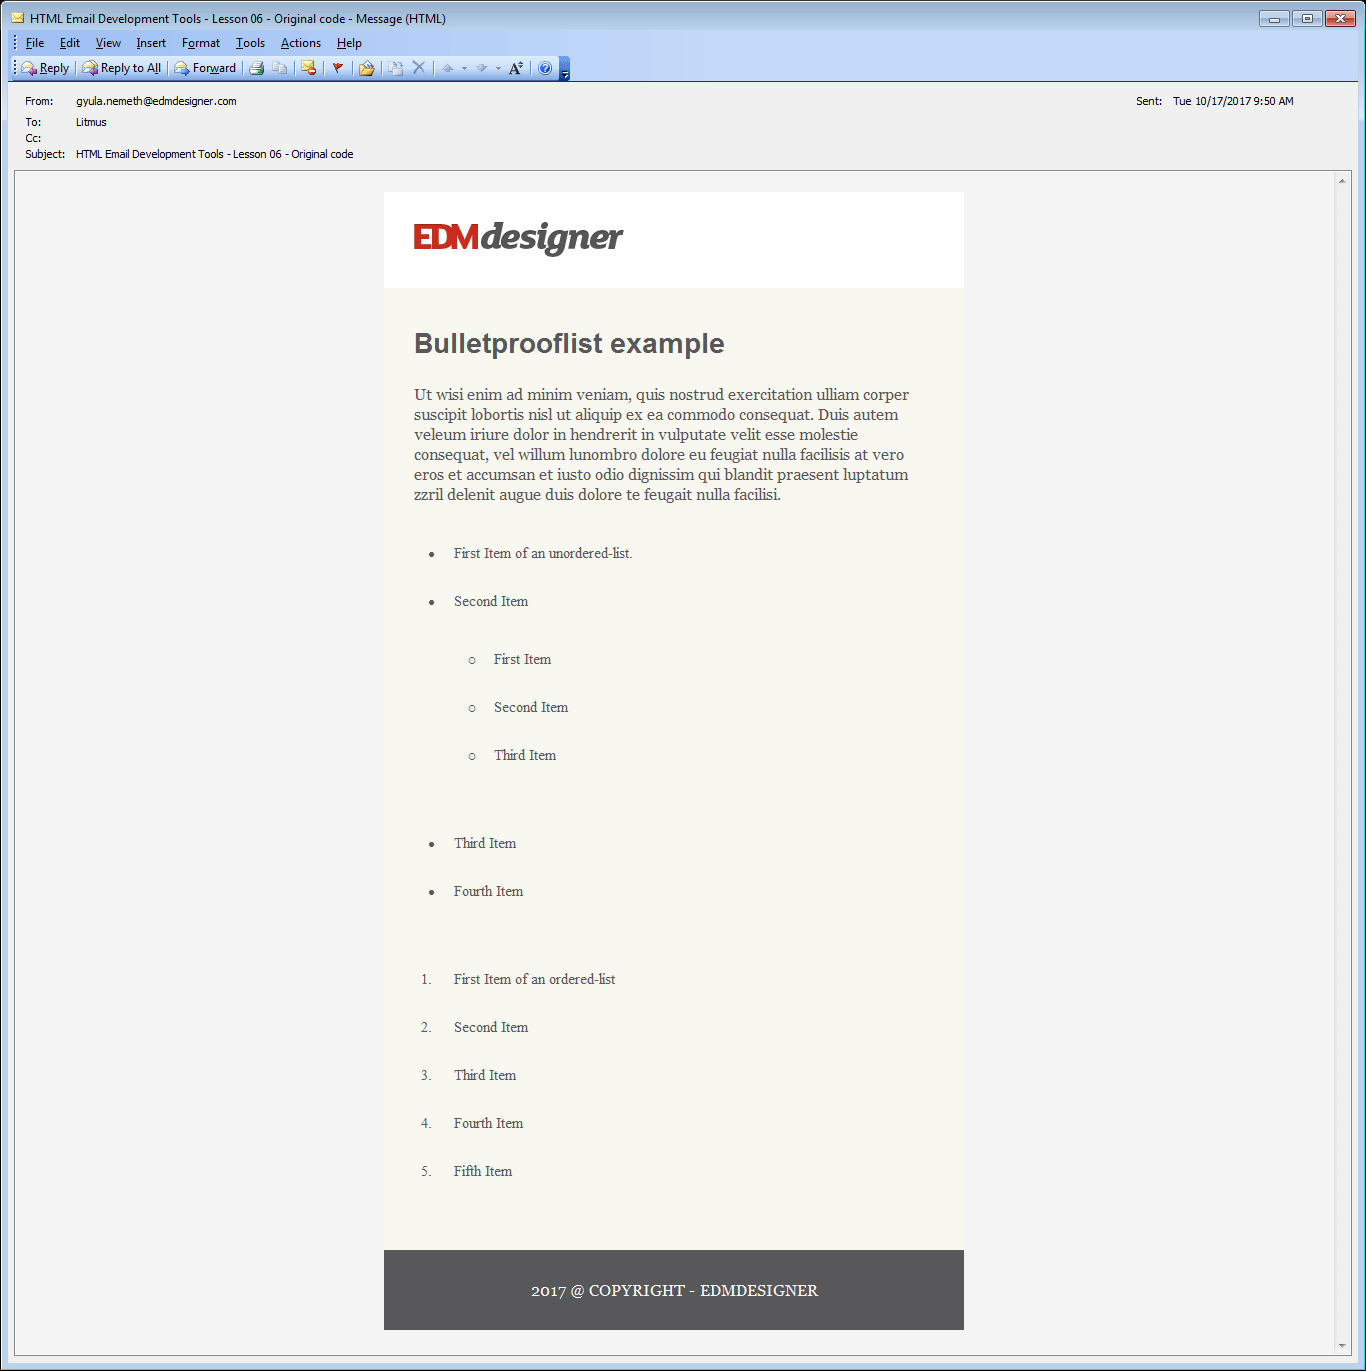 HTML Email Development Tools - Lesson 06 - Original code - Message (HTML)
File Edit View Insert Format Tools Actions Help
Reply Reply to All Forward
From: gyula.nemeth@edmdesigner.com Sent: Tue 10/17/2017 9:50 AM
To: Litmus
Cc:
Subject: HTML Email Development Tools - Lesson 06 - Original code
EDMdesigner
Bulletprooflist example
Ut wisi enim ad minim veniam, quis nostrud exercitation ulliam corper
suscipit lobortis nisl ut aliquip ex ea commodo consequat. Duis autem
veleum iriure dolor in hendrerit in vulputate velit esse molestie
consequat, vel willum lunombro dolore eu feugiat nulla facilisis at vero
eros et accumsan et iusto odio dignissim qui blandit praesent luptatum
zzril delenit augue duis dolore te feugait nulla facilisi.
• First Item of an unordered-list.
• Second Item
○ First Item
○ Second Item
○ Third Item
• Third Item
• Fourth Item
1. First Item of an ordered-list
2. Second Item
3. Third Item
4. Fourth Item
5. Fifth Item
2017 @ COPYRIGHT - EDMDESIGNER